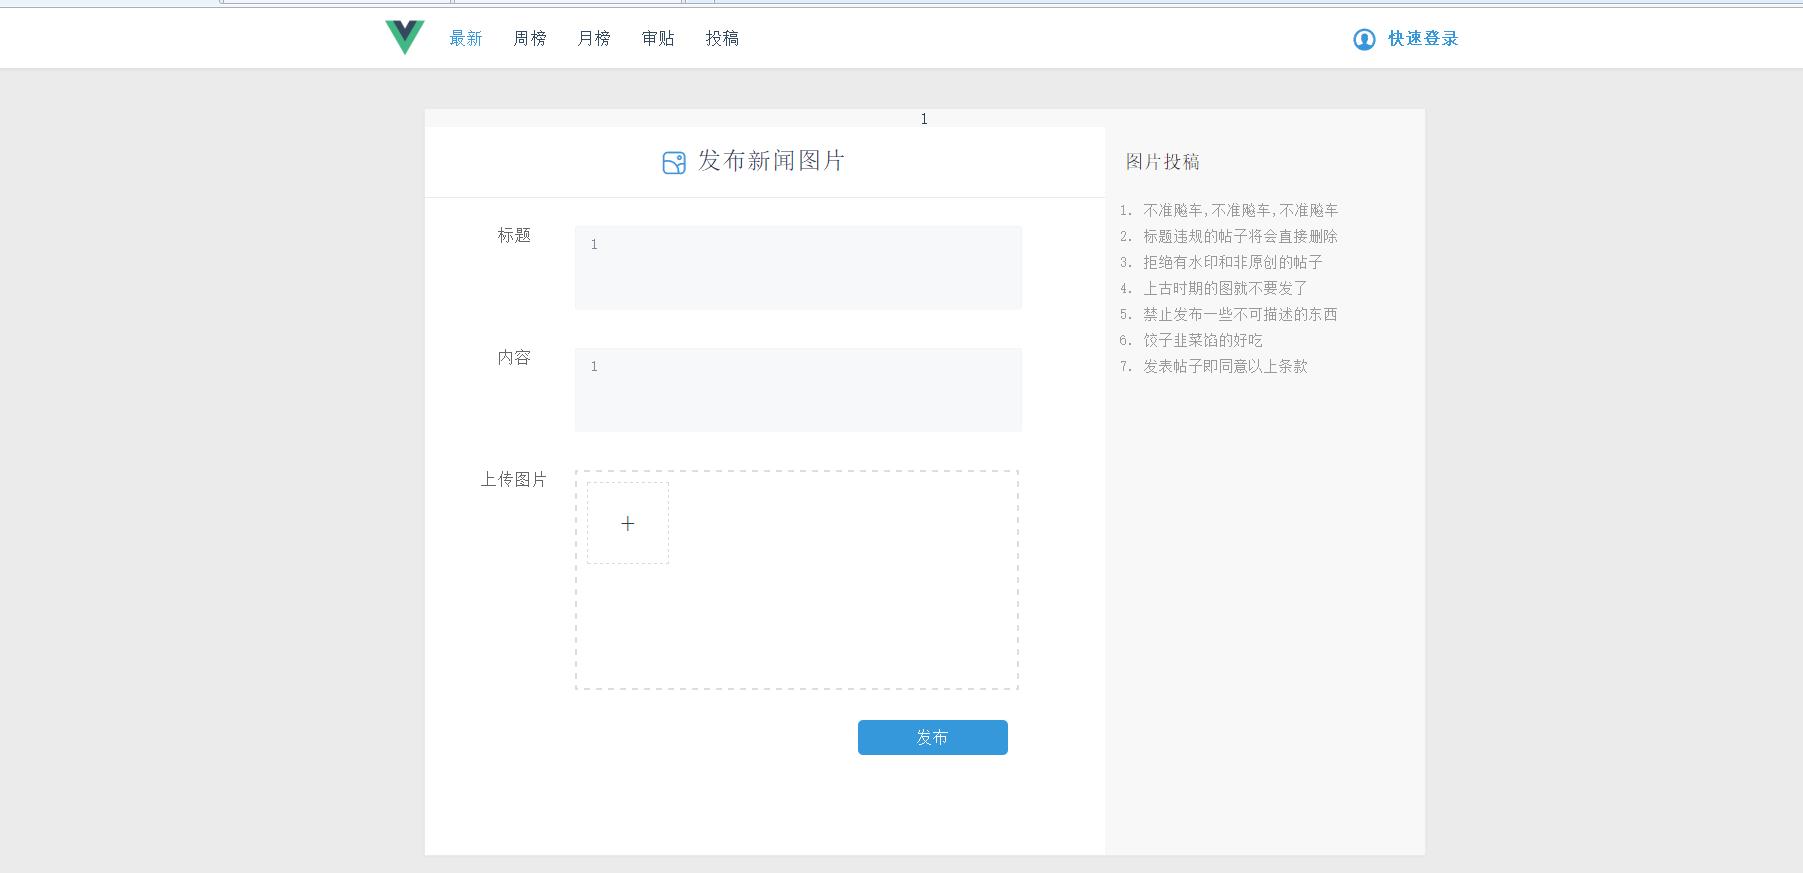 最新 周榜 月榜 审贴 投稿 快速登录
1
发布新闻图片
标题
1
内容
1
上传图片
+
发布
图片投稿
1. 不准飚车,不准飚车,不准飚车
2. 标题违规的帖子将会直接删除
3. 拒绝有水印和非原创的帖子
4. 上古时期的图就不要发了
5. 禁止发布一些不可描述的东西
6. 饺子韭菜馅的好吃
7. 发表帖子即同意以上条款